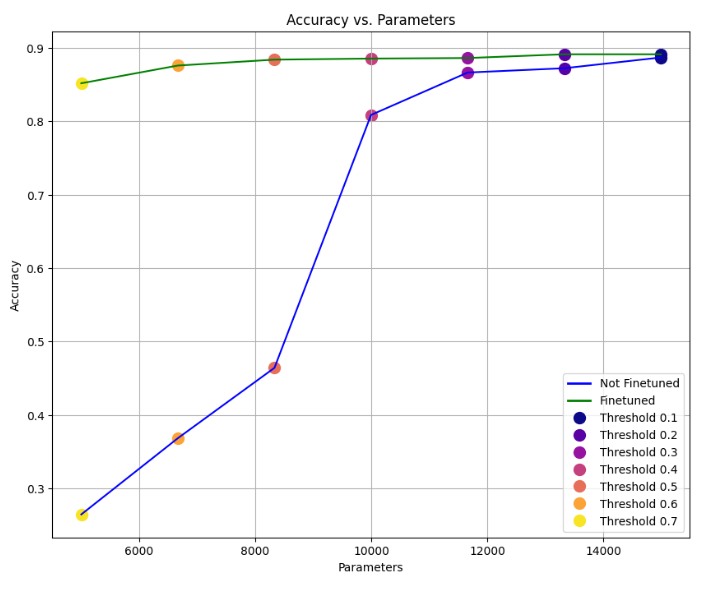 Accuracy vs. Parameters
0.9
0.8
0.7
0.6
0.5
0.4
0.3
Accuracy
6000
8000
10000
12000
14000
Parameters
Not Finetuned
Finetuned
Threshold 0.1
Threshold 0.2
Threshold 0.3
Threshold 0.4
Threshold 0.5
Threshold 0.6
Threshold 0.7